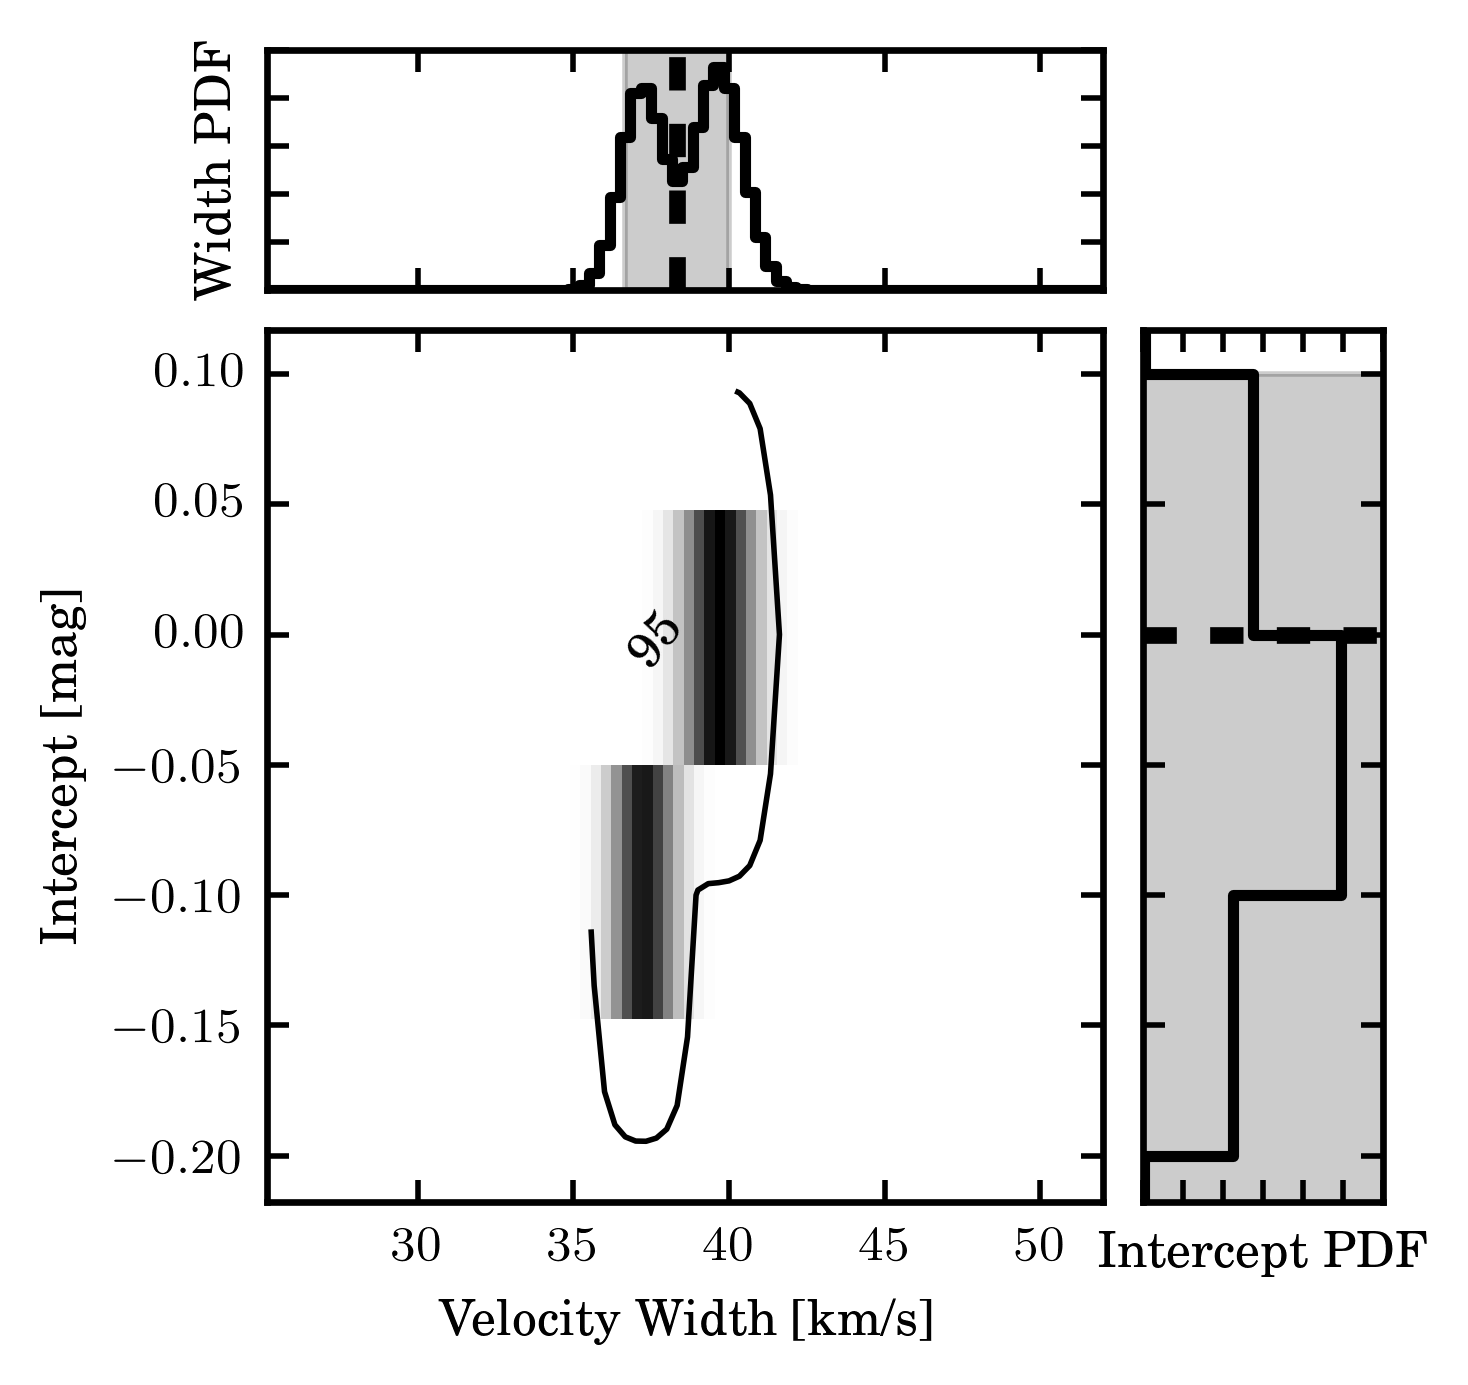 Width PDF
0.10
0.05
0.00
−0.05
−0.10
−0.15
−0.20
Intercept [mag]
95
30 35 40 45 50
Velocity Width [km/s]
Intercept PDF